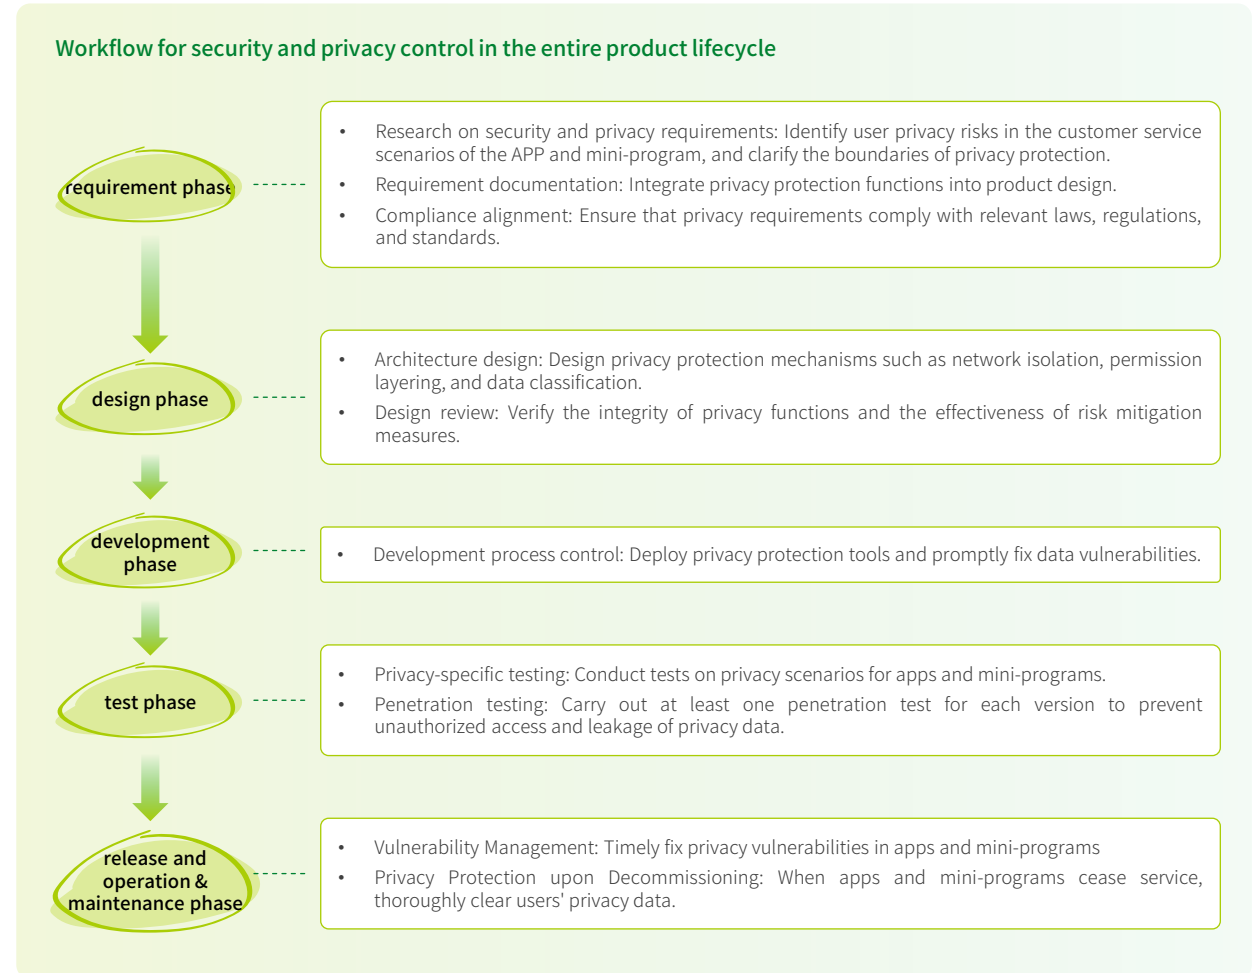 Workflow for security and privacy control in the entire product lifecycle
requirement phase
• Research on security and privacy requirements: Identify user privacy risks in the customer service
scenarios of the APP and mini-program, and clarify the boundaries of privacy protection.
• Requirement documentation: Integrate privacy protection functions into product design.
• Compliance alignment: Ensure that privacy requirements comply with relevant laws, regulations,
and standards.
design phase
• Architecture design: Design privacy protection mechanisms such as network isolation, permission
layering, and data classification.
• Design review: Verify the integrity of privacy functions and the effectiveness of risk mitigation
measures.
development
phase
• Development process control: Deploy privacy protection tools and promptly fix data vulnerabilities.
test phase
• Privacy-specific testing: Conduct tests on privacy scenarios for apps and mini-programs.
• Penetration testing: Carry out at least one penetration test for each version to prevent
unauthorized access and leakage of privacy data.
release and
operation &
maintenance phase
• Vulnerability Management: Timely fix privacy vulnerabilities in apps and mini-programs
• Privacy Protection upon Decommissioning: When apps and mini-programs cease service,
thoroughly clear users' privacy data.